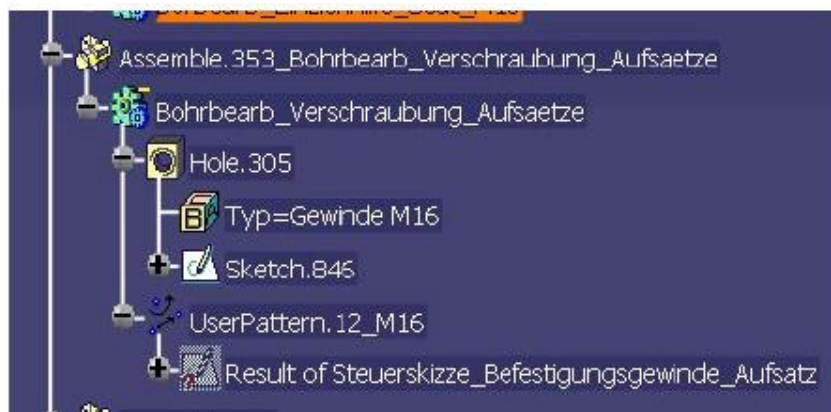 Assemble.353_Bohrbearb_Verschraubung_Aufsaetze
Bohrbearb_Verschraubung_Aufsaetze
Hole.305
Typ=Gewinde M16
Sketch.846
UserPattern.12_M16
Result of Steuerskizze_Befestigungsgewinde_Aufsatz